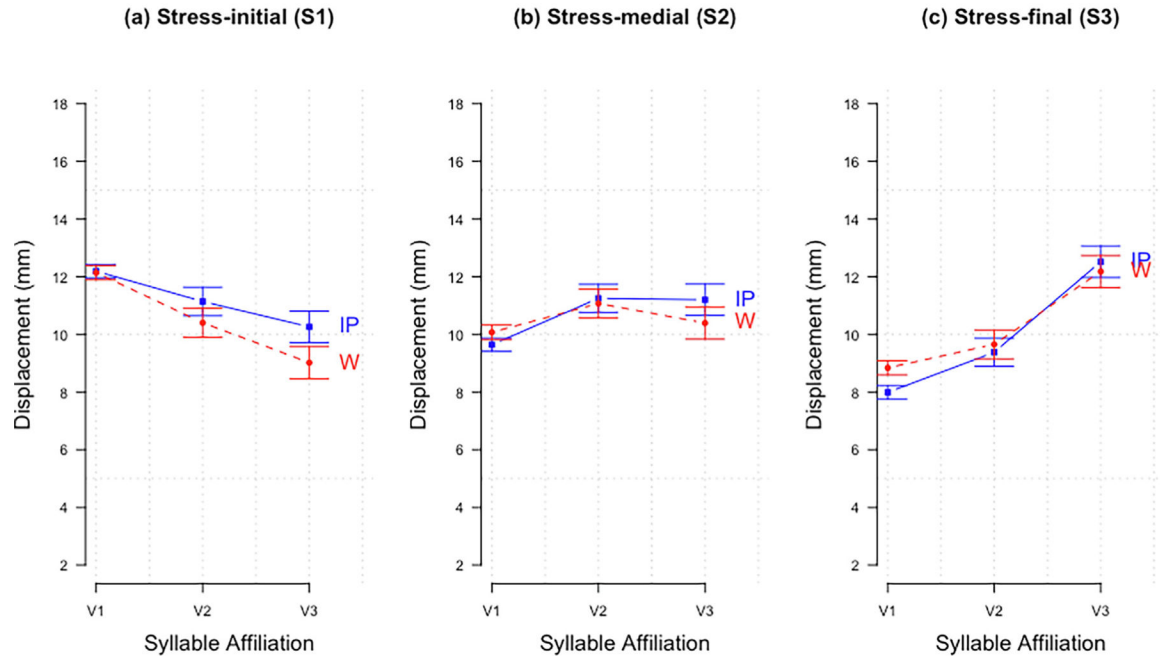 (a) Stress-initial (S1)
(b) Stress-medial (S2)
(c) Stress-final (S3)
Displacement (mm)
18
16
14
12
10
8
6
4
2
IP
W
V1
V2
V3
Syllable Affiliation
Displacement (mm)
18
16
14
12
10
8
6
4
2
IP
W
V1
V2
V3
Syllable Affiliation
Displacement (mm)
18
16
14
12
10
8
6
4
2
IP
W
V1
V2
V3
Syllable Affiliation